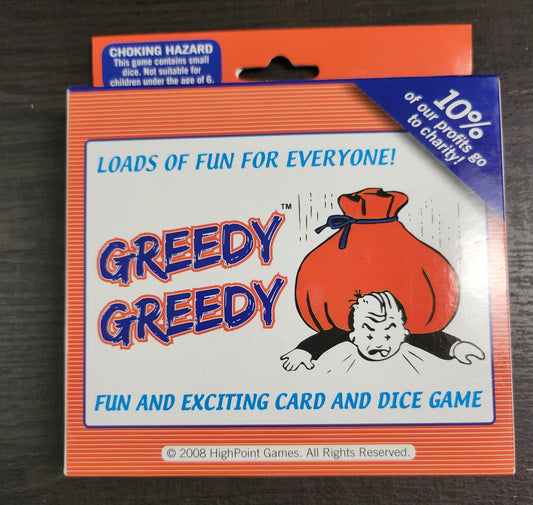 CHOKING HAZARD
This game contains small
dice. Not suitable for
children under the age of 6.
10%
of our profits go
to charity!
LOADS OF FUN FOR EVERYONE!
GREEDY™
GREEDY
FUN AND EXCITING CARD AND DICE GAME
© 2008 HighPoint Games. All Rights Reserved.